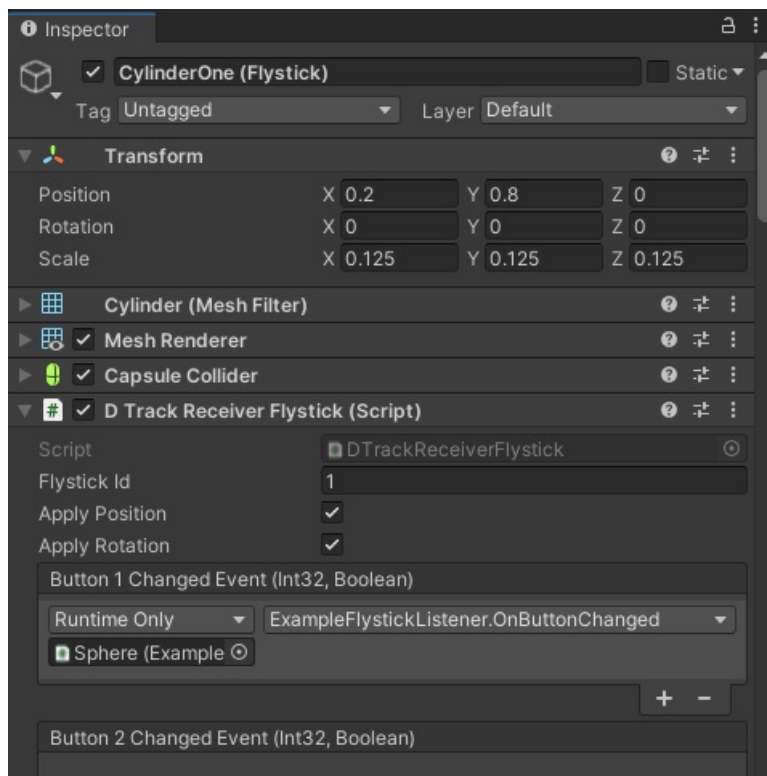 Inspector
CylinderOne (Flystick) Static
Tag Untagged Layer Default
Transform
Position X 0.2 Y 0.8 Z 0
Rotation X 0 Y 0 Z 0
Scale X 0.125 Y 0.125 Z 0.125
Cylinder (Mesh Filter)
Mesh Renderer
Capsule Collider
# D Track Receiver Flystick (Script)
Script DTrackReceiverFlystick
Flystick Id 1
Apply Position
Apply Rotation
Button 1 Changed Event (Int32, Boolean)
Runtime Only ExampleFlystickListener.OnButtonChanged
Sphere (Example
+ −
Button 2 Changed Event (Int32, Boolean)